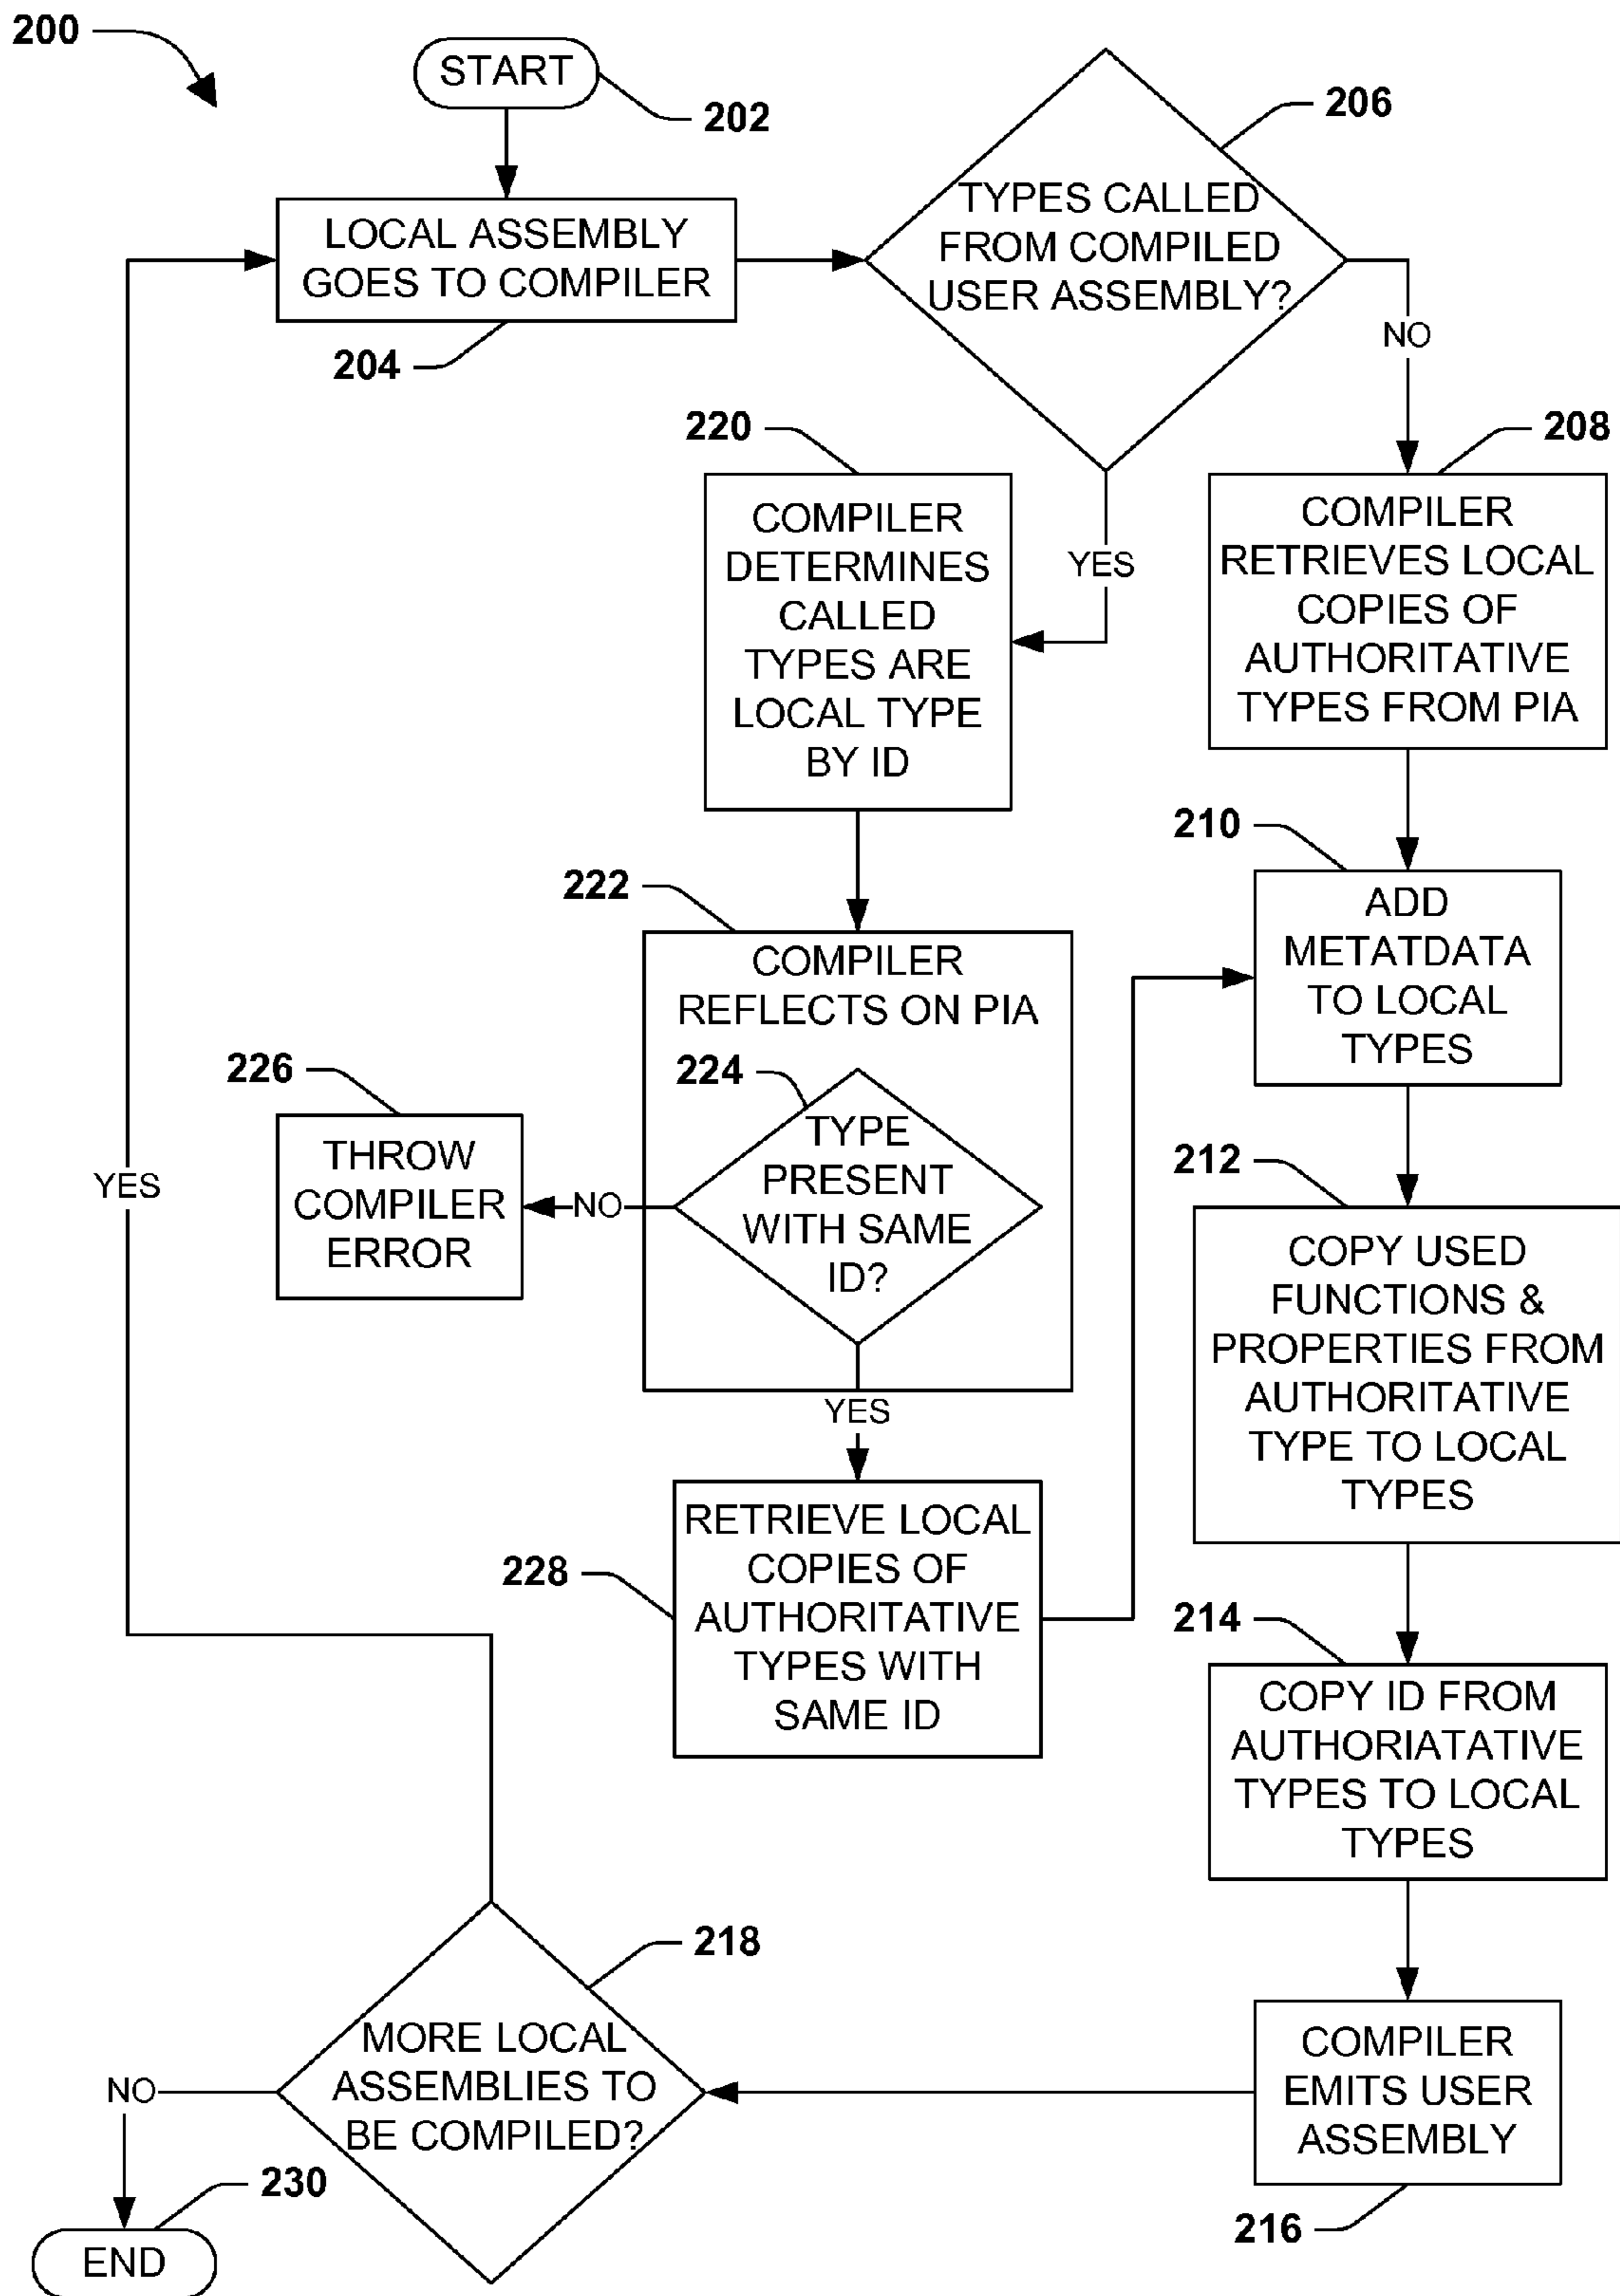 200
START
202
LOCAL ASSEMBLY
GOES TO COMPILER
204
206
TYPES CALLED
FROM COMPILED
USER ASSEMBLY?
NO
YES
208
COMPILER
RETRIEVES LOCAL
COPIES OF
AUTHORITATIVE
TYPES FROM PIA
220
COMPILER
DETERMINES
CALLED
TYPES ARE
LOCAL TYPE
BY ID
210
ADD
METATDATA
TO LOCAL
TYPES
222
COMPILER
REFLECTS ON PIA
224
TYPE
PRESENT
WITH SAME
ID?
NO
226
THROW
COMPILER
ERROR
YES
YES
212
COPY USED
FUNCTIONS &
PROPERTIES FROM
AUTHORITATIVE
TYPE TO LOCAL
TYPES
228
RETRIEVE LOCAL
COPIES OF
AUTHORITATIVE
TYPES WITH
SAME ID
214
COPY ID FROM
AUTHORIATATIVE
TYPES TO LOCAL
TYPES
218
MORE LOCAL
ASSEMBLIES TO
BE COMPILED?
COMPILER
EMITS USER
ASSEMBLY
216
NO
230
END